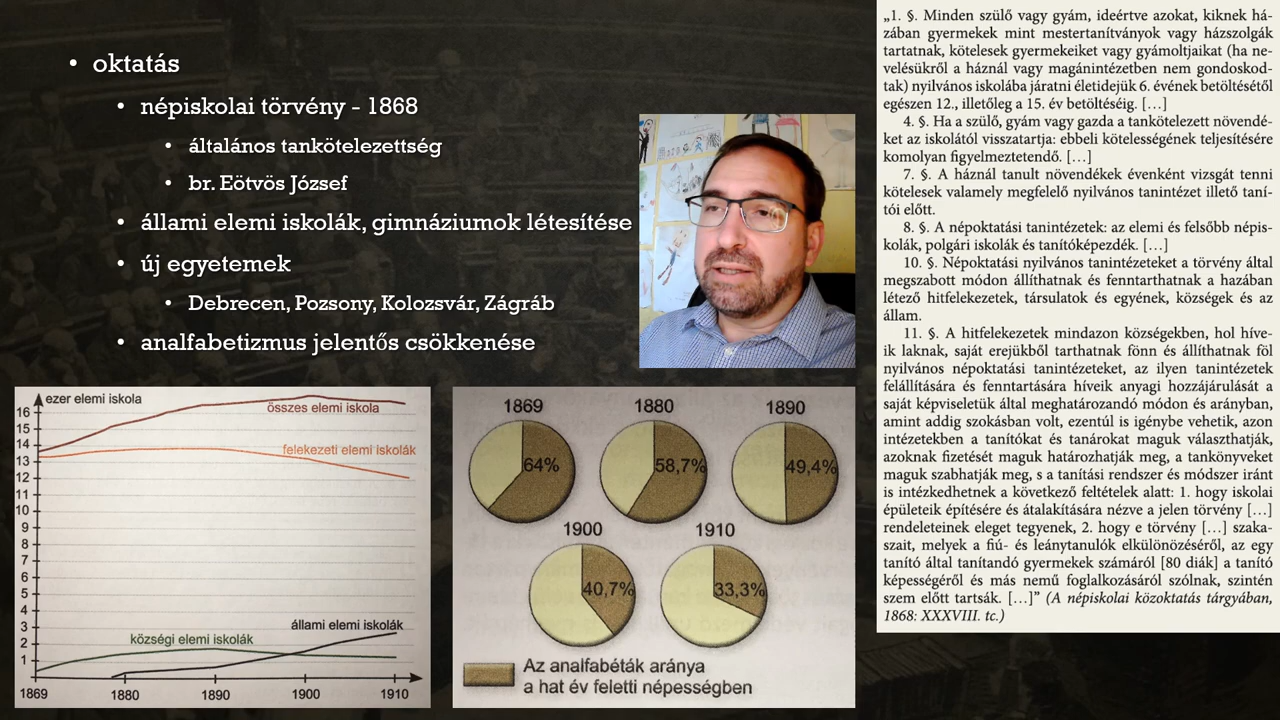 • oktatás
• népiskolai törvény - 1868
• általános tankötelezettség
• br. Eötvös József
• állami elemi iskolák, gimnáziumok létesítése
• új egyetemek
• Debrecen, Pozsony, Kolozsvár, Zágráb
• analfabetizmus jelentős csökkenése
ezer elemi iskola
összes elemi iskola
felekezeti elemi iskolák
községi elemi iskolák
állami elemi iskolák
16
15
14
13
12
11
10
9
8
7
6
5
4
3
2
1
1869 1880 1890 1900 1910
1869 1880 1890
64% 58,7% 49,4%
1900 1910
40,7% 33,3%
Az analfabéták aránya
a hat év feletti népességben
„1. §. Minden szülő vagy gyám, ideértve azokat, kiknek há-
zában gyermekek mint mestertanítványok vagy házszolgák
tartatnak, kötelesek gyermekeiket vagy gyámoltjaikat (ha ne-
velésükről a háznál vagy magánintézetben nem gondoskod-
tak) nyilvános iskolába járatni életidejük 6. évének betöltésétől
egészen 12., illetőleg a 15. év betöltéséig. […]
4. §. Ha a szülő, gyám vagy gazda a tankötelezett növendé-
ket az iskolától visszatartja: ebbeli kötelességének teljesítésére
komolyan figyelmeztetendő. […]
7. §. A háznál tanult növendékek évenként vizsgát tenni
kötelesek valamely megfelelő nyilvános tanintézet illető taní-
tói előtt.
8. §. A népoktatási tanintézetek: az elemi és felsőbb népis-
kolák, polgári iskolák és tanítóképezdék. […]
10. §. Népoktatási nyilvános tanintézeteket a törvény által
megszabott módon állíthatnak és fenntarthatnak a hazában
létező hitfelekezetek, társulatok és egyének, községek és az
állam.
11. §. A hitfelekezetek mindazon községekben, hol híve-
ik laknak, saját erejükből tarthatnak fönn és állíthatnak föl
nyilvános népoktatási tanintézeteket, az ilyen tanintézetek
felállítására és fenntartására híveik anyagi hozzájárulását a
saját képviseletük által meghatározandó módon és arányban,
amint addig szokásban volt, ezentúl is igénybe vehetik, azon
intézetekben a tanítókat és tanárokat maguk választhatják,
azoknak fizetését maguk határozhatják meg, a tankönyveket
maguk szabhatják meg, s a tanítási rendszer és módszer iránt
is intézkedhetnek a következő feltételek alatt: 1. hogy iskolai
épületeik építésére és átalakítására nézve a jelen törvény […]
rendeleteinek eleget tegyenek, 2. hogy e törvény […] szaka-
szait, melyek a fiú- és leánytanulók elkülönözéséről, az egy
tanító által tanítandó gyermekek számáról [80 diák] a tanító
képességéről és más nemű foglalkozásáról szólnak, szintén
szem előtt tartsák. […]” (A népiskolai közoktatás tárgyában,
1868: XXXVIII. tc.)